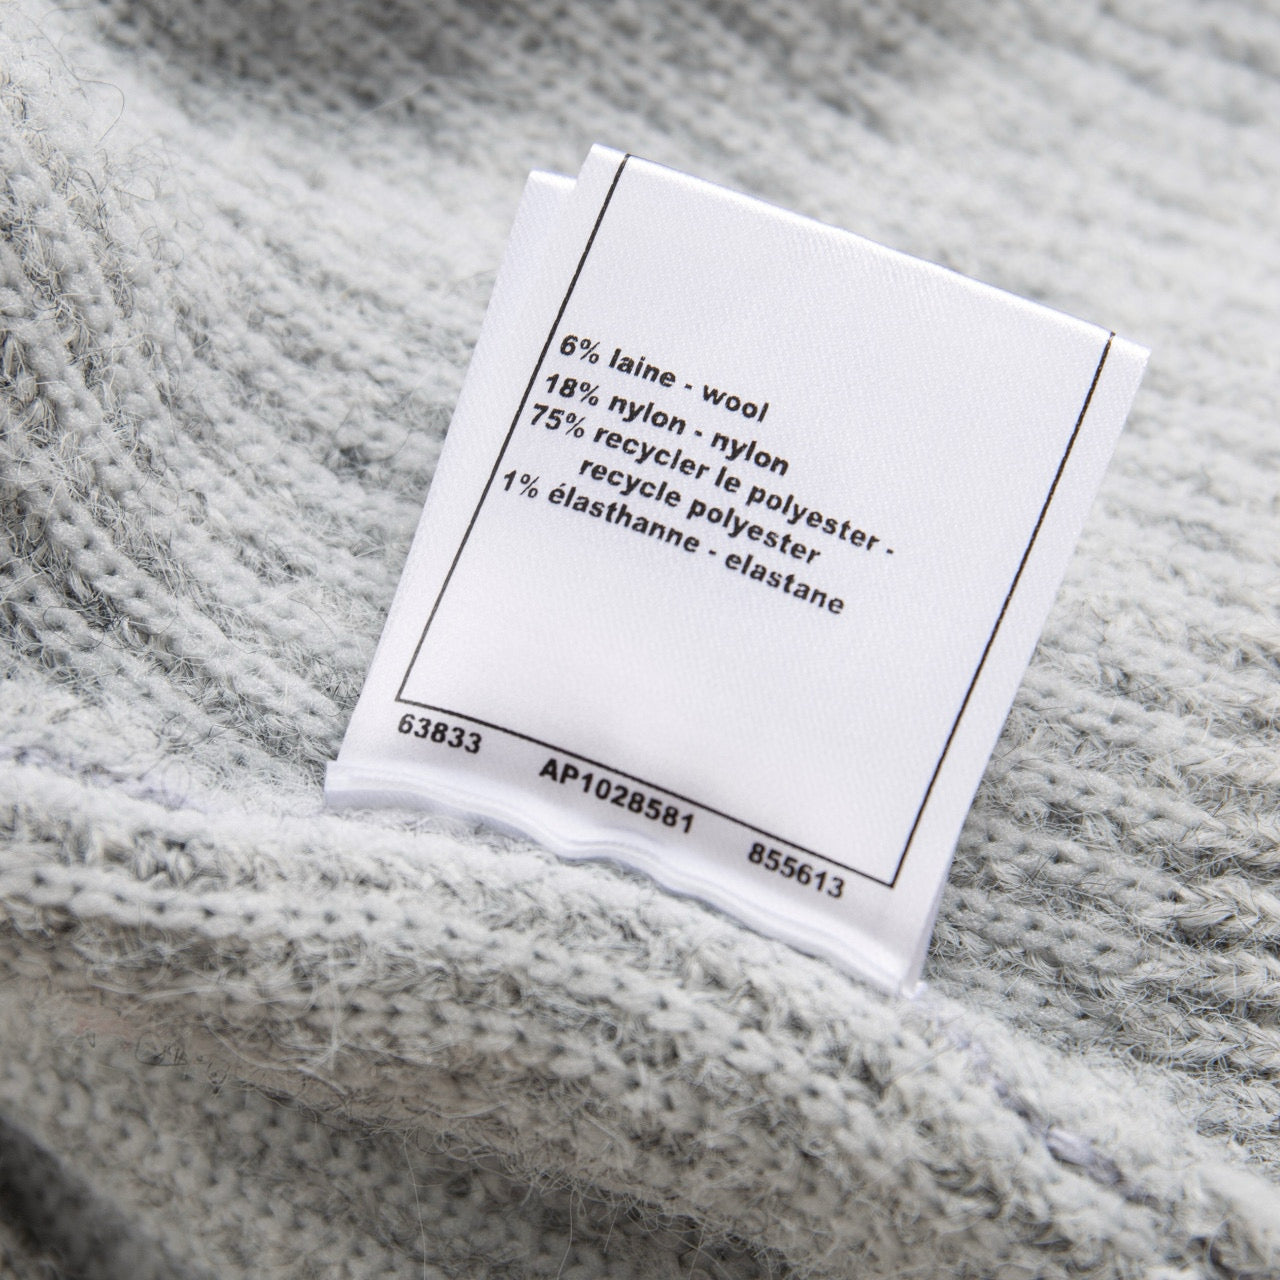 6% laine - wool
18% nylon - nylon
75% recycler le polyester -
recycle polyester
1% élasthanne - elastane
63833
AP1028581
855613